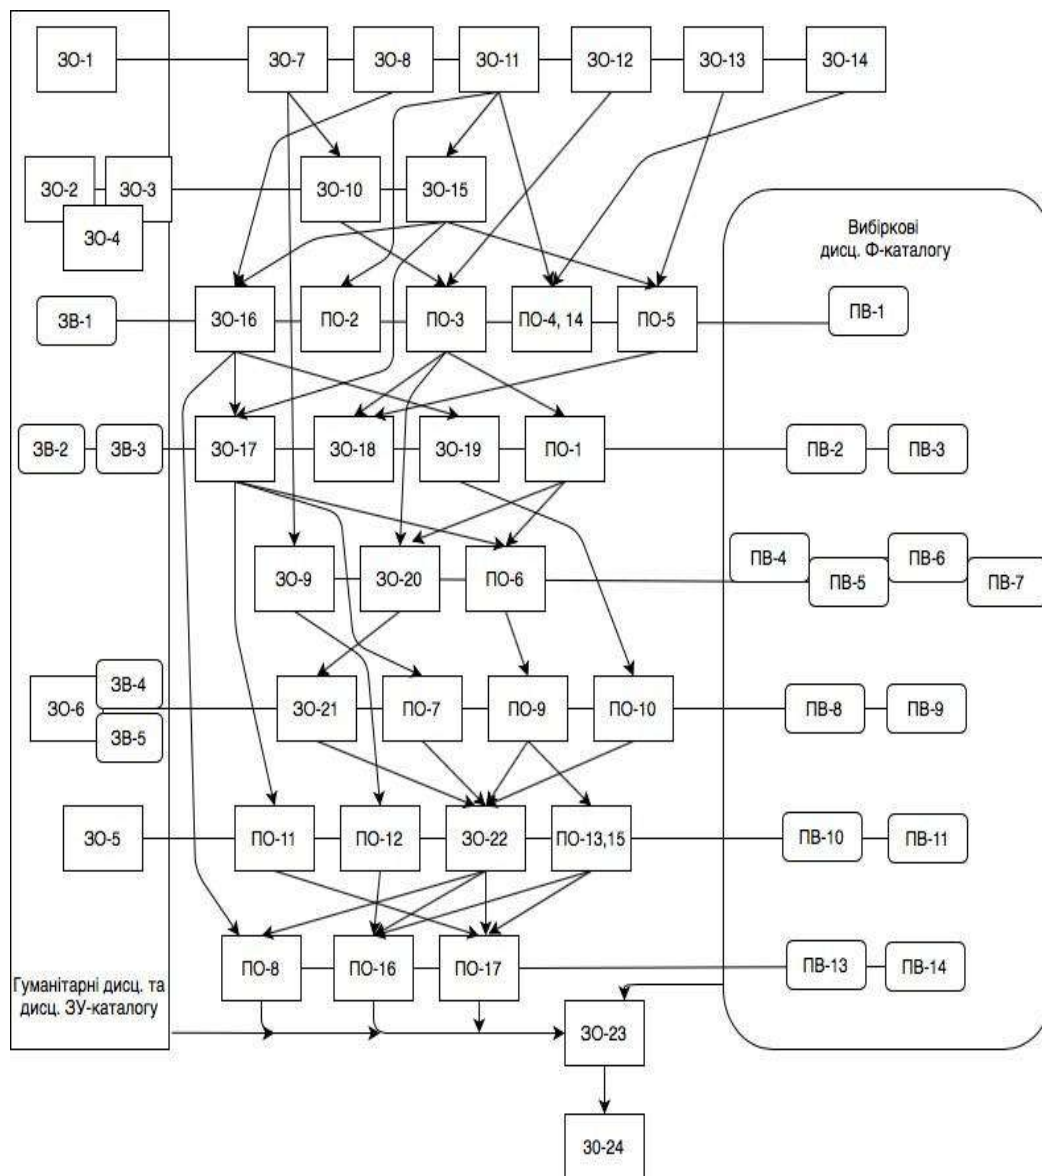 ЗО-1
ЗО-7
ЗО-8
ЗО-11
ЗО-12
ЗО-13
ЗО-14
ЗО-2
ЗО-3
ЗО-4
ЗО-10
ЗО-15
Вибіркові
дисц. Ф-каталогу
ЗВ-1
ЗО-16
ПО-2
ПО-3
ПО-4, 14
ПО-5
ПВ-1
ЗВ-2
ЗВ-3
ЗО-17
ЗО-18
ЗО-19
ПО-1
ПВ-2
ПВ-3
ЗО-9
ЗО-20
ПО-6
ПВ-4
ПВ-5
ПВ-6
ПВ-7
ЗО-6
ЗВ-4
ЗВ-5
ЗО-21
ПО-7
ПО-9
ПО-10
ПВ-8
ПВ-9
ЗО-5
ПО-11
ПО-12
ЗО-22
ПО-13,15
ПВ-10
ПВ-11
ПО-8
ПО-16
ПО-17
ПВ-13
ПВ-14
Гуманітарні дисц. та
дисц. ЗУ-каталогу
ЗО-23
30-24